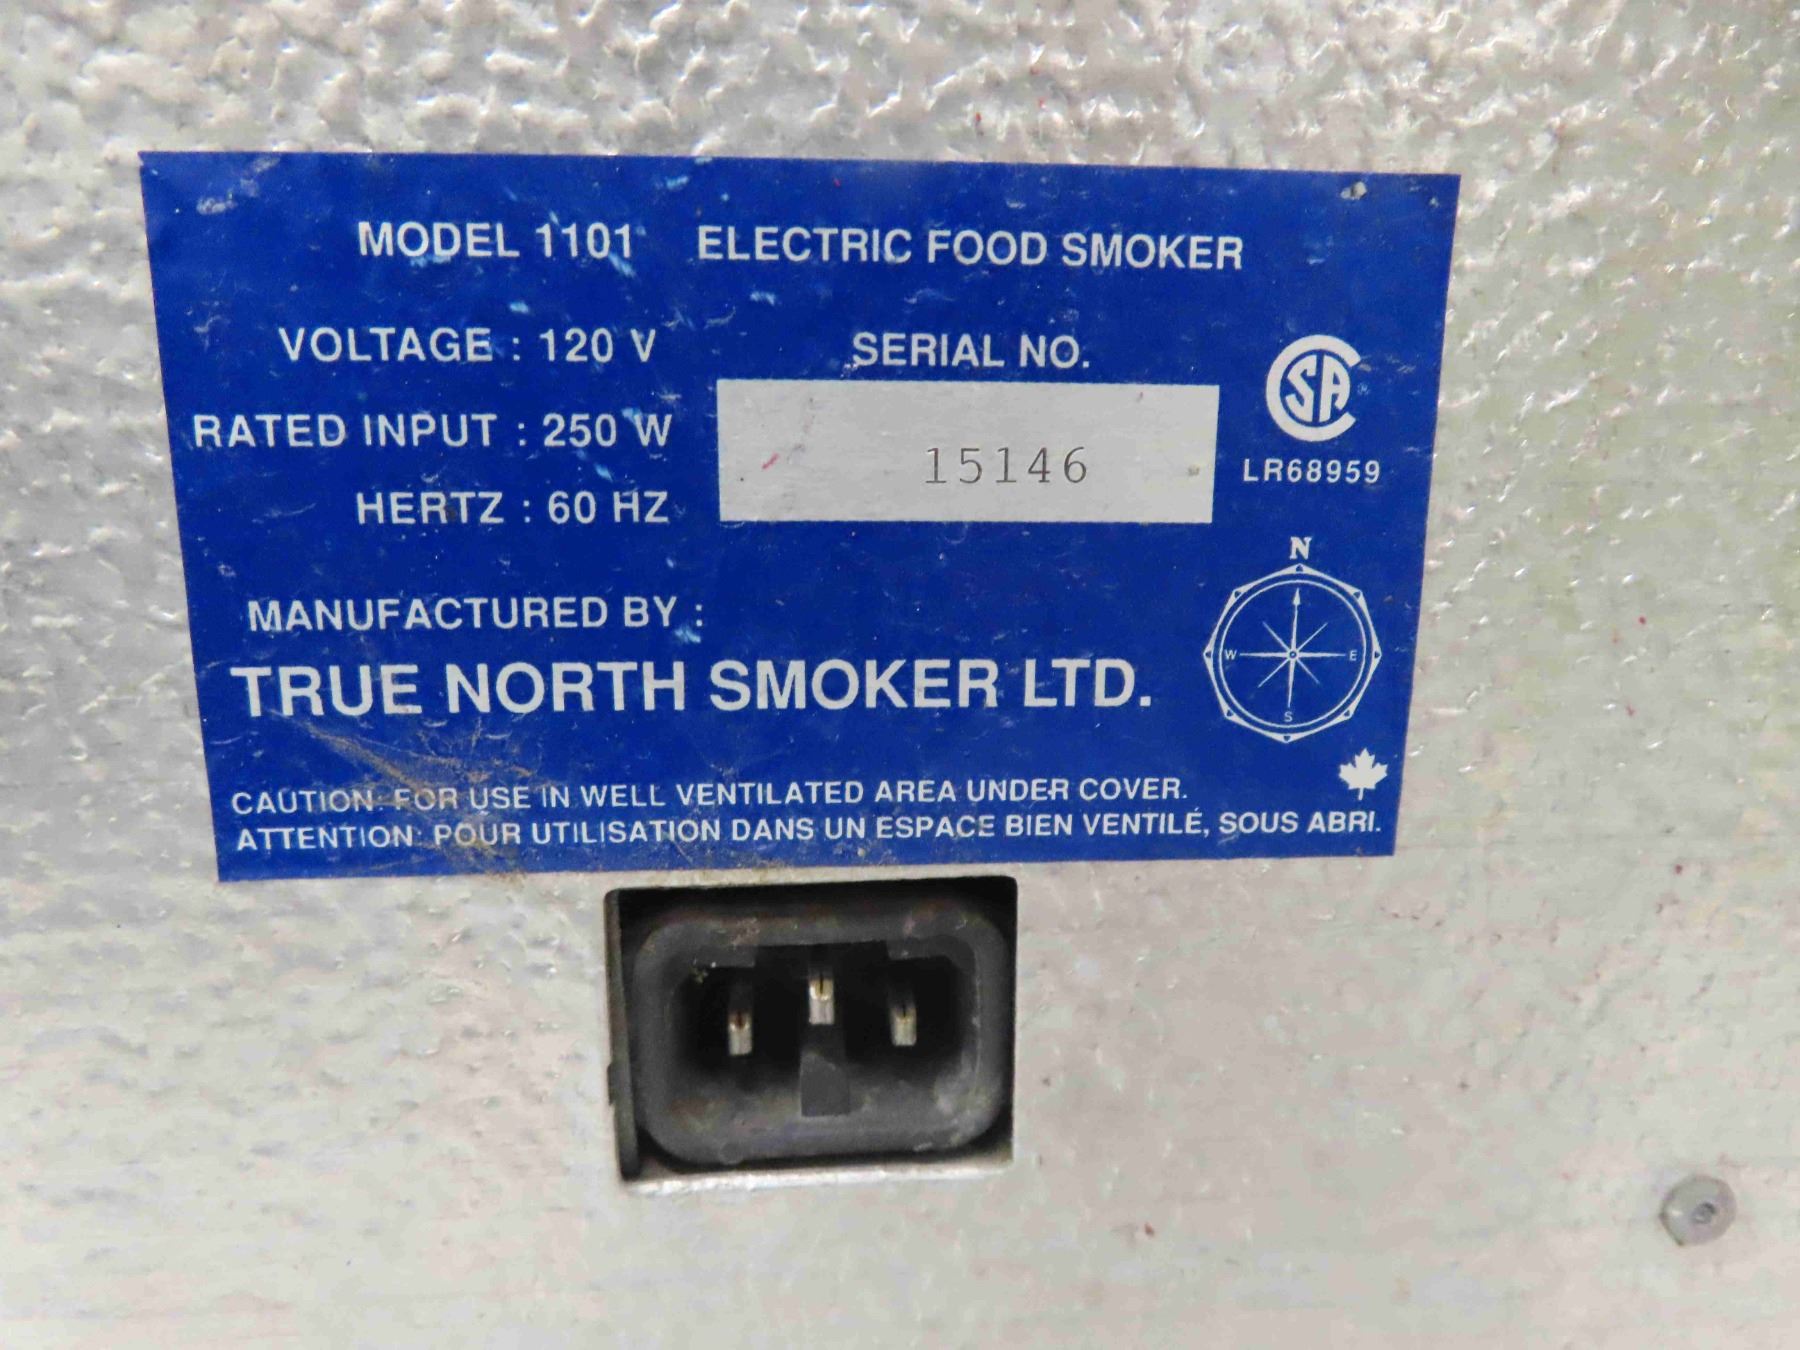 MODEL 1101 ELECTRIC FOOD SMOKER
VOLTAGE : 120 V
RATED INPUT : 250 W
HERTZ : 60 HZ
SERIAL NO.
15146
CSA ®
LR68959
MANUFACTURED BY :
TRUE NORTH SMOKER LTD.
N
W E
S
CAUTION: FOR USE IN WELL VENTILATED AREA UNDER COVER.
ATTENTION: POUR UTILISATION DANS UN ESPACE BIEN VENTILÉ, SOUS ABRI.